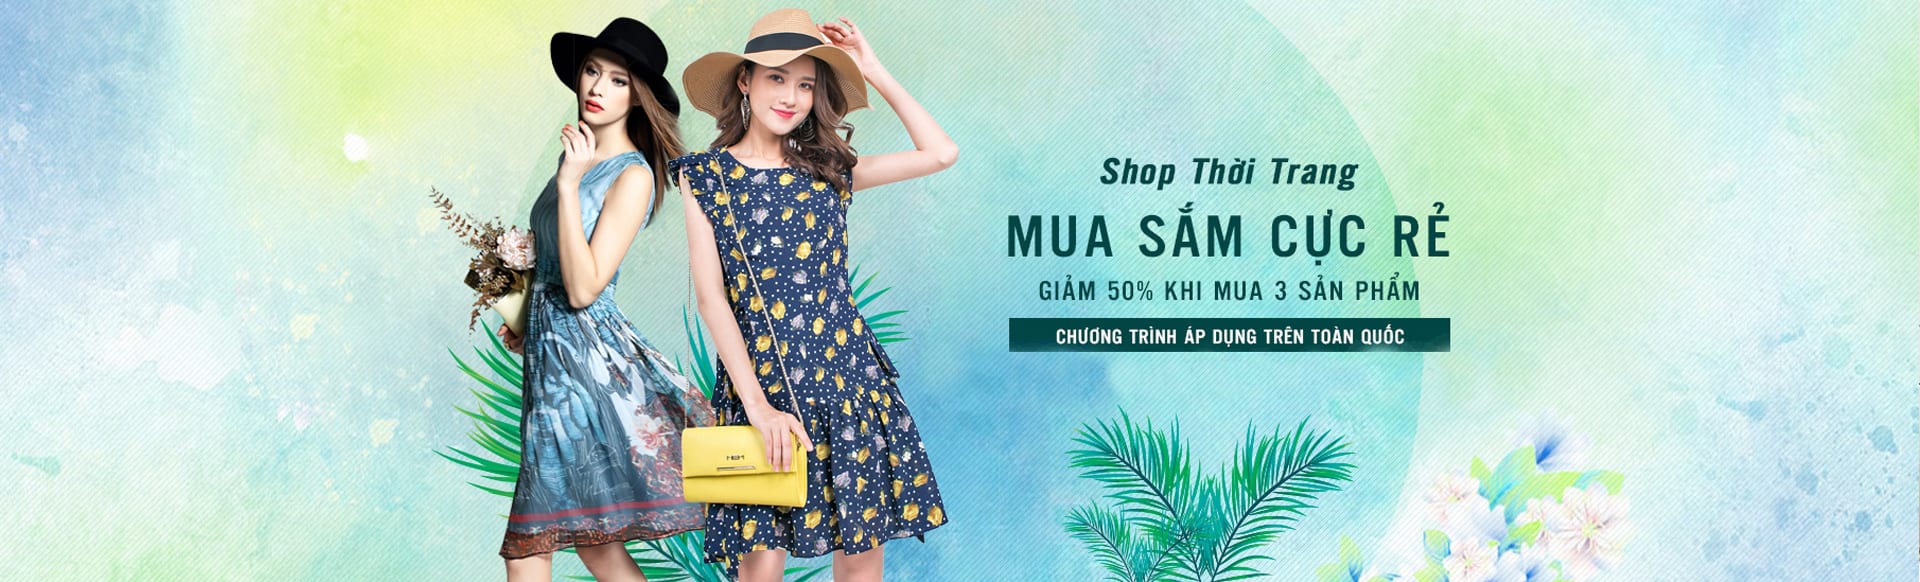 Shop Thời Trang
MUA SẮM CỰC RẺ
GIẢM 50% KHI MUA 3 SẢN PHẨM
CHƯƠNG TRÌNH ÁP DỤNG TRÊN TOÀN QUỐC